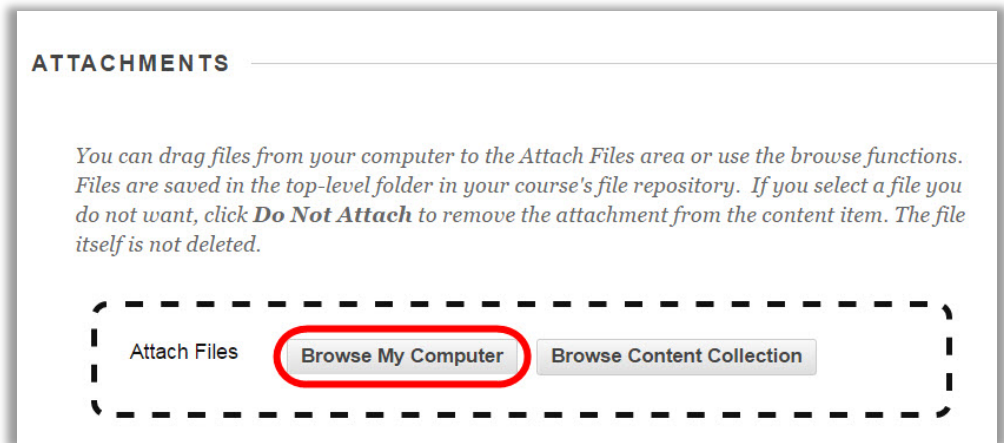 ATTACHMENTS
You can drag files from your computer to the Attach Files area or use the browse functions.
Files are saved in the top-level folder in your course's file repository.  If you select a file you
do not want, click Do Not Attach to remove the attachment from the content item. The file
itself is not deleted.
Attach Files Browse My Computer Browse Content Collection